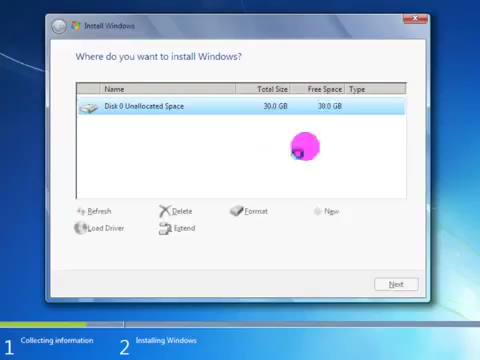 Install Windows
Where do you want to install Windows?
Name Total Size Free Space Type
Disk 0 Unallocated Space 30.0 GB 30.0 GB
Refresh Delete Format New
Load Driver Extend
Next
1 Collecting information 2 Installing Windows